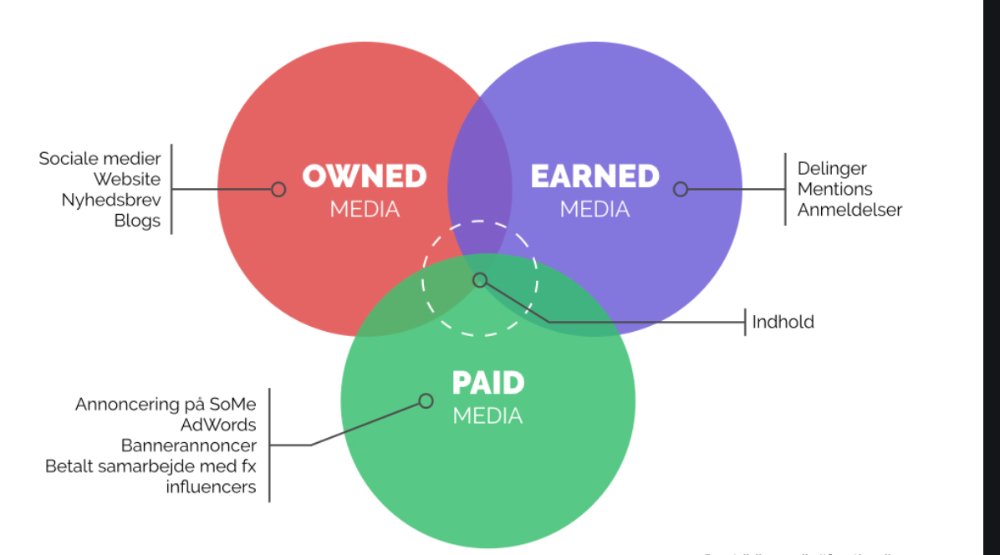 OWNED
MEDIA
EARNED
MEDIA
Sociale medier
Website
Nyhedsbrev
Blogs
Delinger
Mentions
Anmeldelser
Indhold
PAID
MEDIA
Annoncering på SoMe
AdWords
Bannerannoncer
Betalt samarbejde med fx
influencers